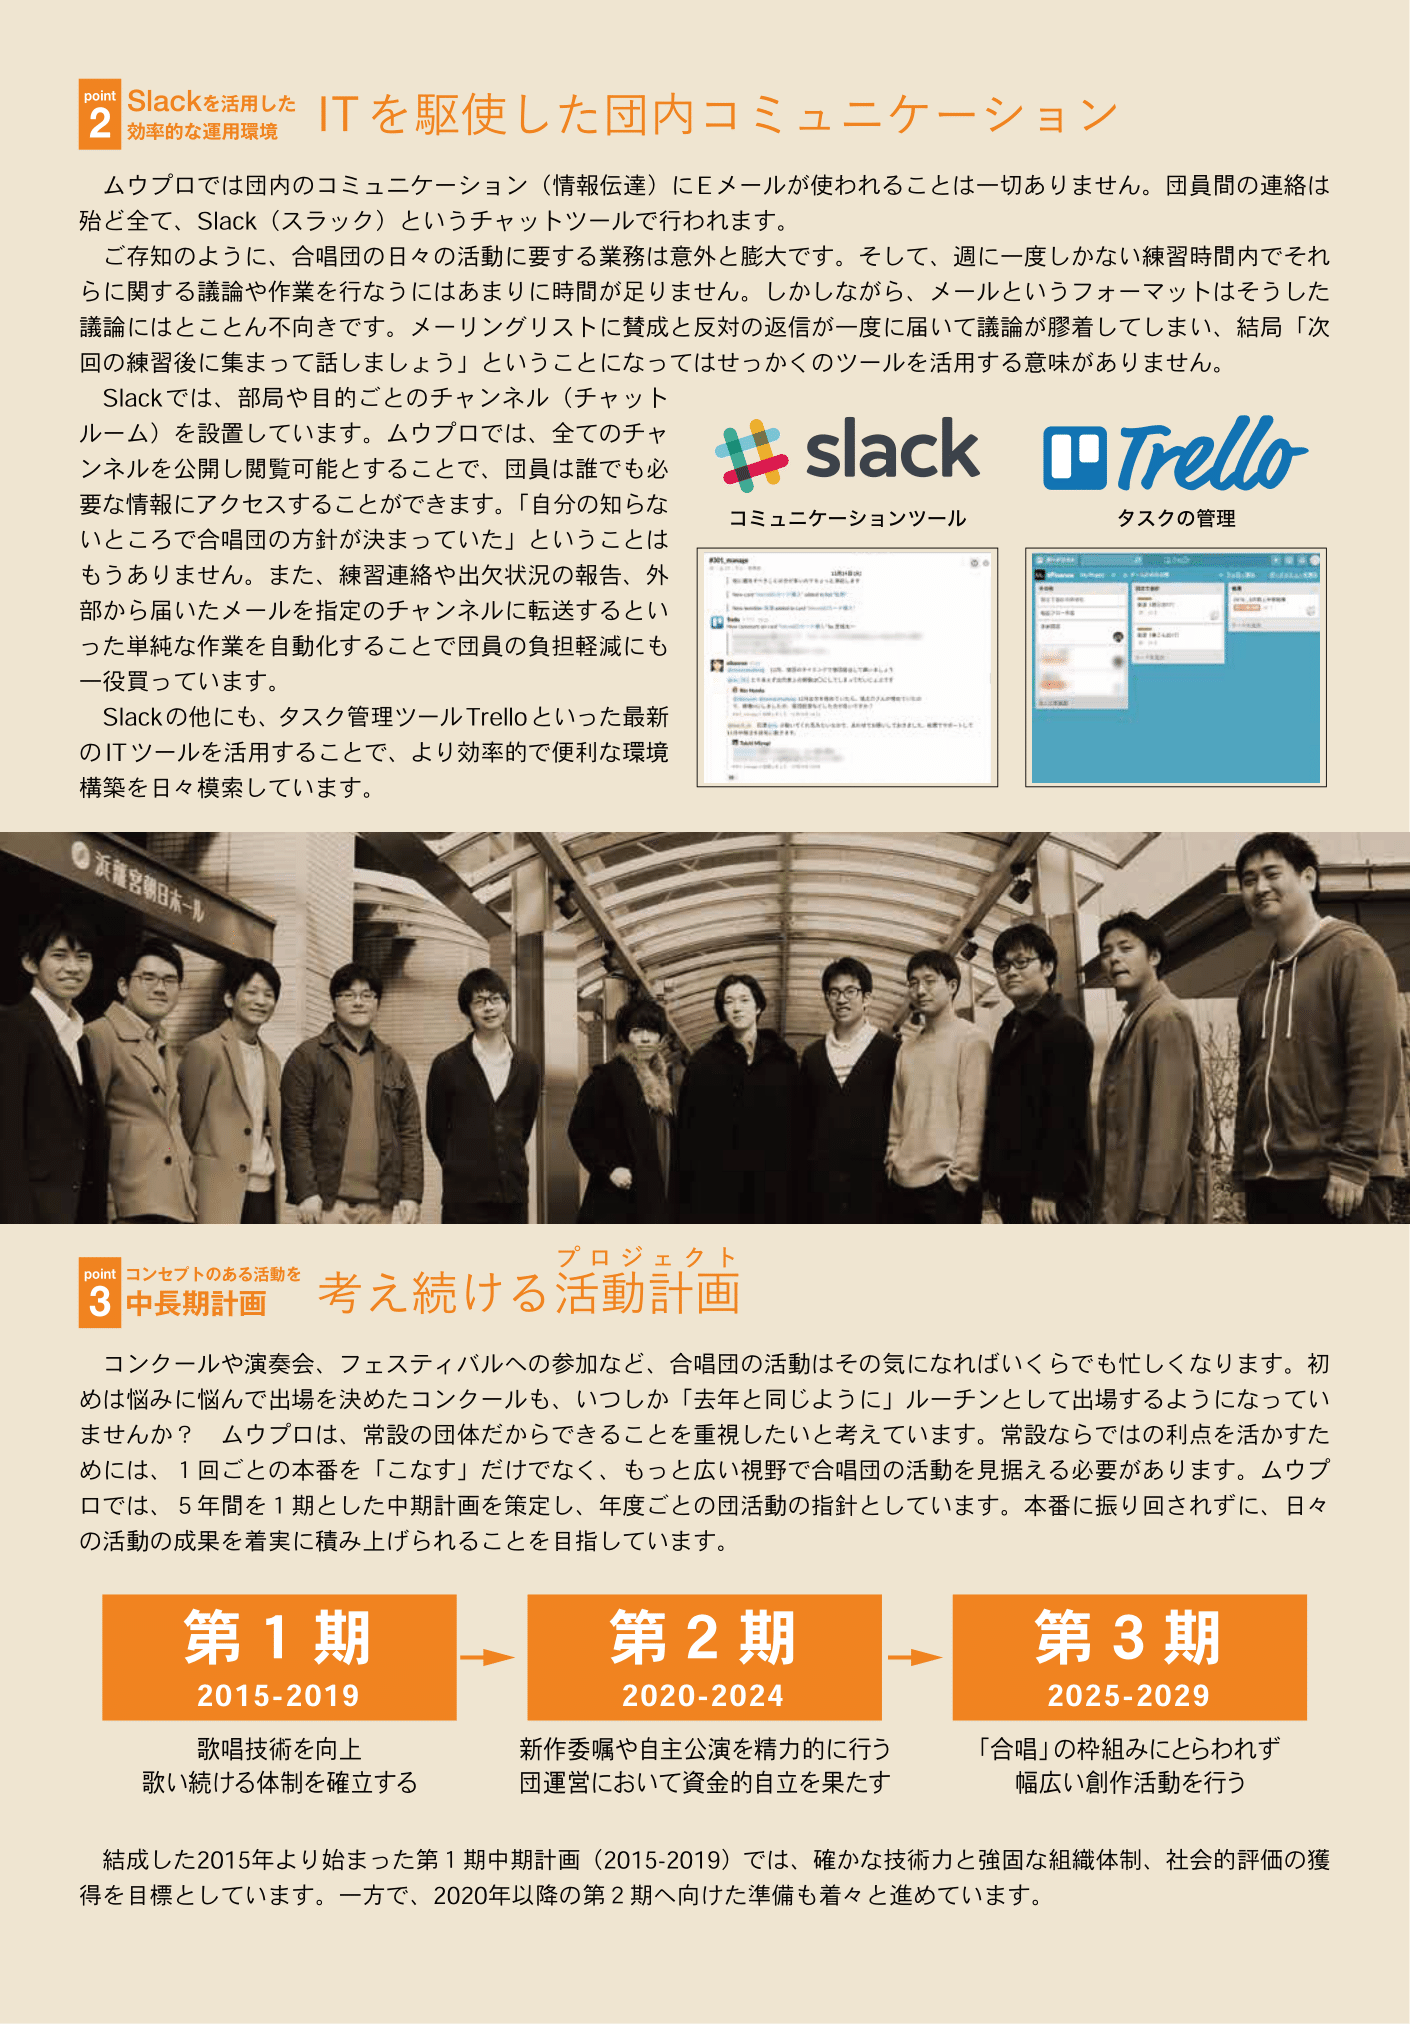 point
2
Slackを活用した
効率的な運用環境
ITを駆使した団内コミュニケーション
ムウプロでは団内のコミュニケーション（情報伝達）にEメールが使われることは一切ありません。団員間の連絡は
殆ど全て、Slack（スラック）というチャットツールで行われます。
ご存知のように、合唱団の日々の活動に要する業務は意外と膨大です。そして、週に一度しかない練習時間内でそれ
らに関する議論や作業を行なうにはあまりに時間が足りません。しかしながら、メールというフォーマットはそうした
議論にはとことん不向きです。メーリングリストに賛成と反対の返信が一度に届いて議論が膠着してしまい、結局「次
回の練習後に集まって話しましょう」ということになってはせっかくのツールを活用する意味がありません。
Slackでは、部局や目的ごとのチャンネル（チャット
ルーム）を設置しています。ムウプロでは、全てのチャ
ンネルを公開し閲覧可能とすることで、団員は誰でも必
要な情報にアクセスすることができます。「自分の知らな
いところで合唱団の方針が決まっていた」ということは
もうありません。また、練習連絡や出欠状況の報告、外
部から届いたメールを指定のチャンネルに転送するとい
った単純な作業を自動化することで団員の負担軽減にも
一役買っています。
Slackの他にも、タスク管理ツールTrelloといった最新
のITツールを活用することで、より効率的で便利な環境
構築を日々模索しています。
slack
コミュニケーションツール
Trello
タスクの管理
#301_manage
浜離宮朝日ホール
point
3
コンセプトのある活動を
中長期計画
プロジェクト
考え続ける活動計画
コンクールや演奏会、フェスティバルへの参加など、合唱団の活動はその気になればいくらでも忙しくなります。初
めは悩みに悩んで出場を決めたコンクールも、いつしか「去年と同じように」ルーチンとして出場するようになってい
ませんか？　ムウプロは、常設の団体だからできることを重視したいと考えています。常設ならではの利点を活かすた
めには、1回ごとの本番を「こなす」だけでなく、もっと広い視野で合唱団の活動を見据える必要があります。ムウプ
ロでは、5年間を1期とした中期計画を策定し、年度ごとの団活動の指針としています。本番に振り回されずに、日々
の活動の成果を着実に積み上げられることを目指しています。
第1期
2015-2019
歌唱技術を向上
歌い続ける体制を確立する
第2期
2020-2024
新作委嘱や自主公演を精力的に行う
団運営において資金的自立を果たす
第3期
2025-2029
「合唱」の枠組みにとらわれず
幅広い創作活動を行う
結成した2015年より始まった第1期中期計画（2015-2019）では、確かな技術力と強固な組織体制、社会的評価の獲
得を目標としています。一方で、2020年以降の第2期へ向けた準備も着々と進めています。